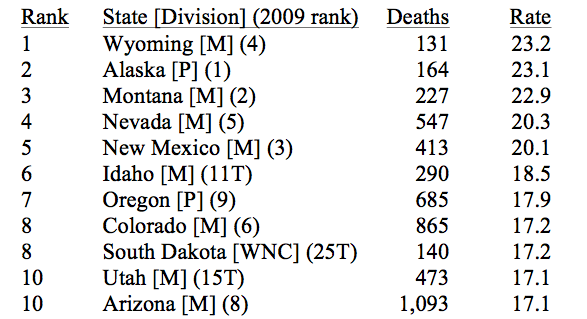 Rank State [Division] (2009 rank) Deaths Rate
1 Wyoming [M] (4) 131 23.2
2 Alaska [P] (1) 164 23.1
3 Montana [M] (2) 227 22.9
4 Nevada [M] (5) 547 20.3
5 New Mexico [M] (3) 413 20.1
6 Idaho [M] (11T) 290 18.5
7 Oregon [P] (9) 685 17.9
8 Colorado [M] (6) 865 17.2
8 South Dakota [WNC] (25T) 140 17.2
10 Utah [M] (15T) 473 17.1
10 Arizona [M] (8) 1,093 17.1